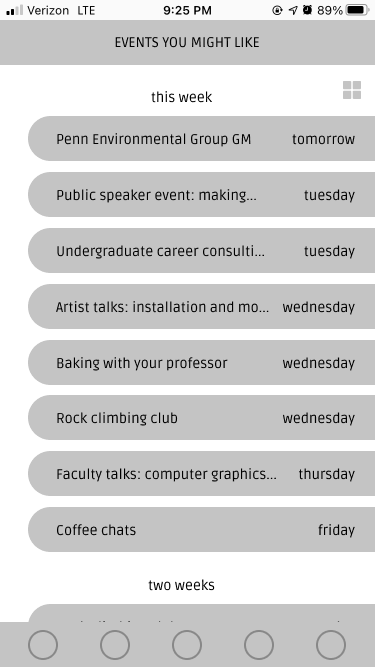 Verizon LTE 9:25 PM 89%
EVENTS YOU MIGHT LIKE
this week
Penn Environmental Group GM tomorrow
Public speaker event: making... tuesday
Undergraduate career consulti... tuesday
Artist talks: installation and mo... wednesday
Baking with your professor wednesday
Rock climbing club wednesday
Faculty talks: computer graphics... thursday
Coffee chats friday
two weeks